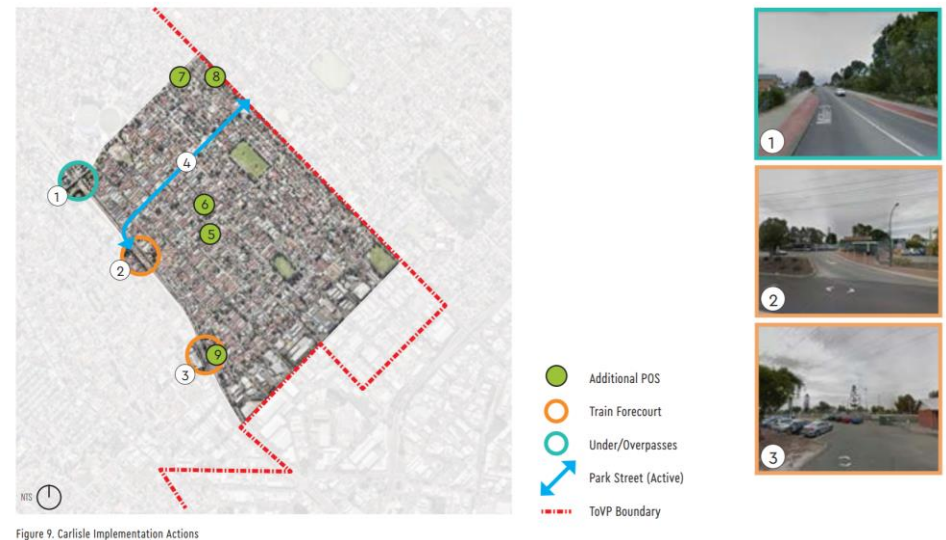 7
8
4
1
6
5
2
9
3
NTS
Additional POS
Train Forecourt
Under/Overpasses
Park Street (Active)
ToVP Boundary
1
2
3
Figure 9. Carlisle Implementation Actions